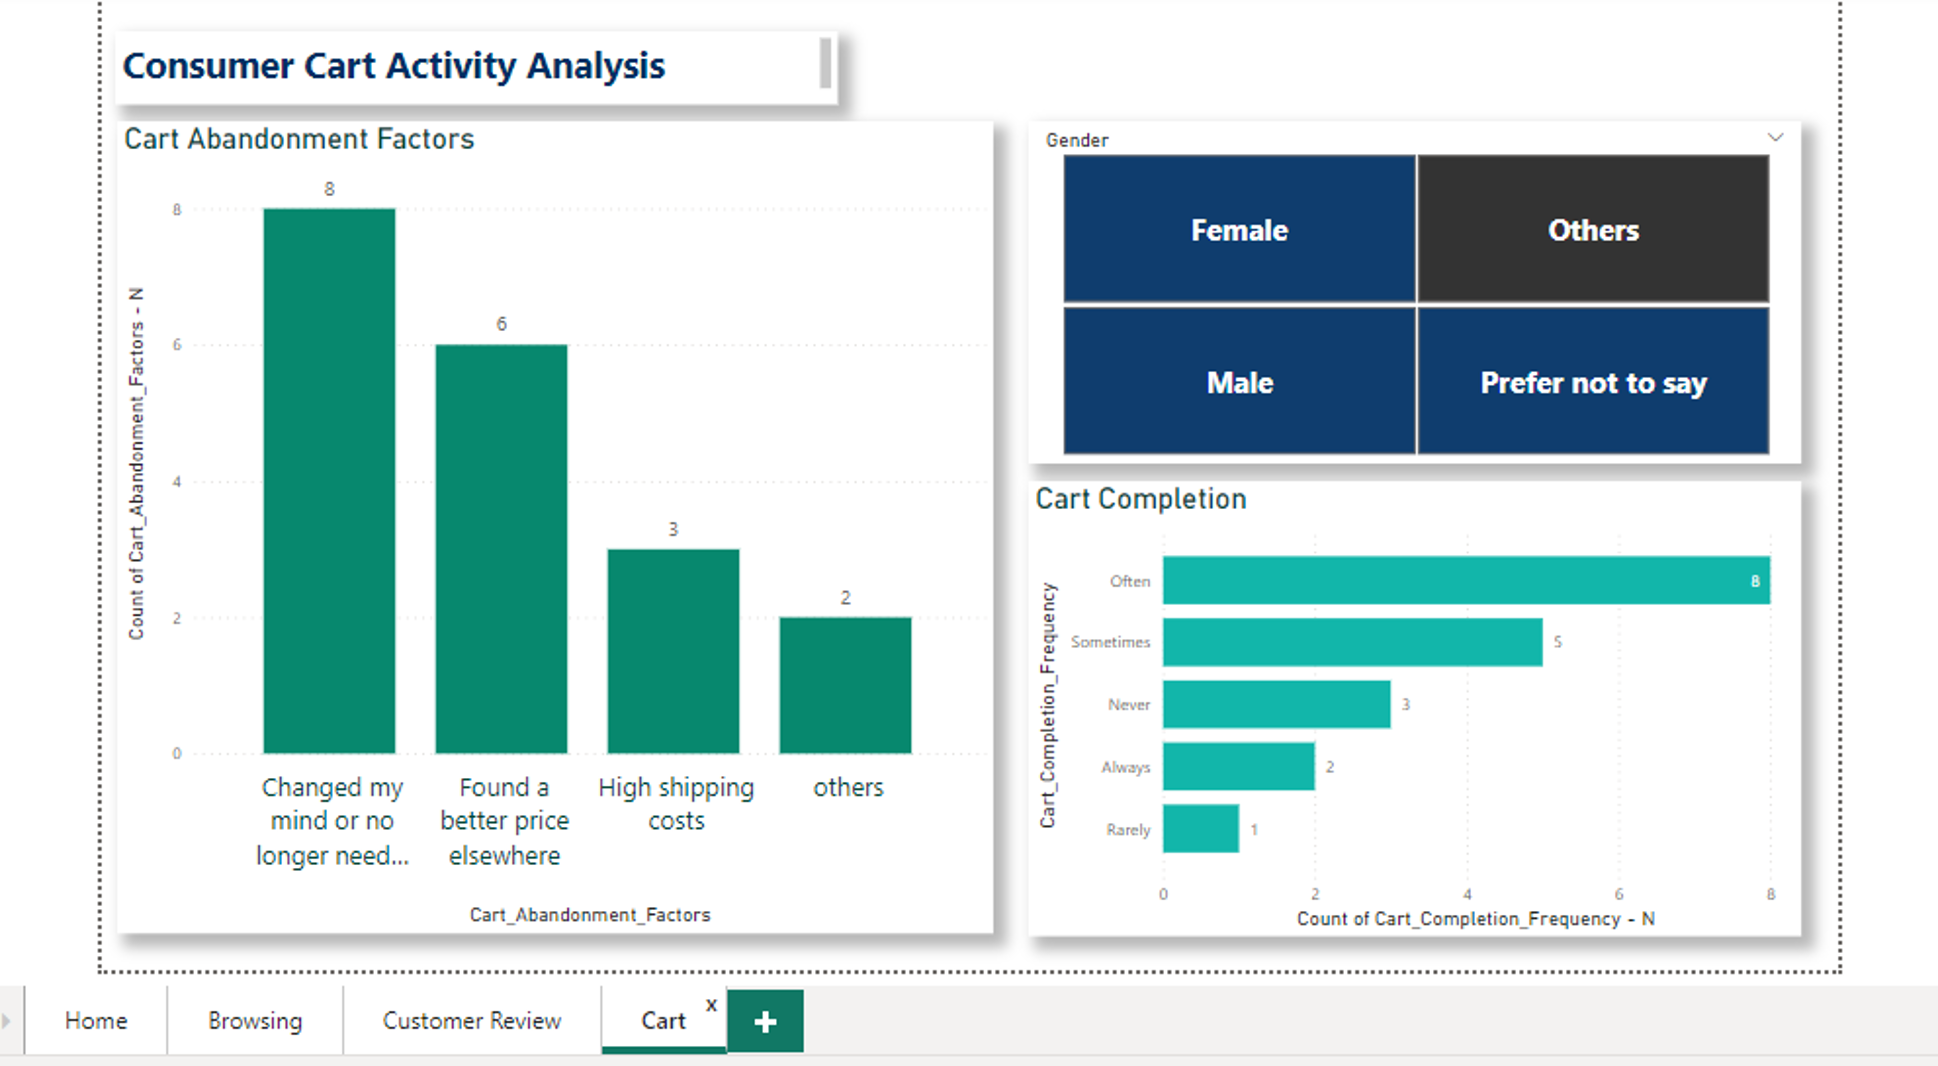 Consumer Cart Activity Analysis
Cart Abandonment Factors
Count of Cart_Abandonment_Factors - N
8
6
4
2
0
8
6
3
2
Changed my
mind or no
longer need...
Found a
better price
elsewhere
High shipping
costs
others
Cart_Abandonment_Factors
Gender
Female
Others
Male
Prefer not to say
Cart Completion
Cart_Completion_Frequency
Often 8
Sometimes 5
Never 3
Always 2
Rarely 1
0 2 4 6 8
Count of Cart_Completion_Frequency - N
Home Browsing Customer Review Cart x +